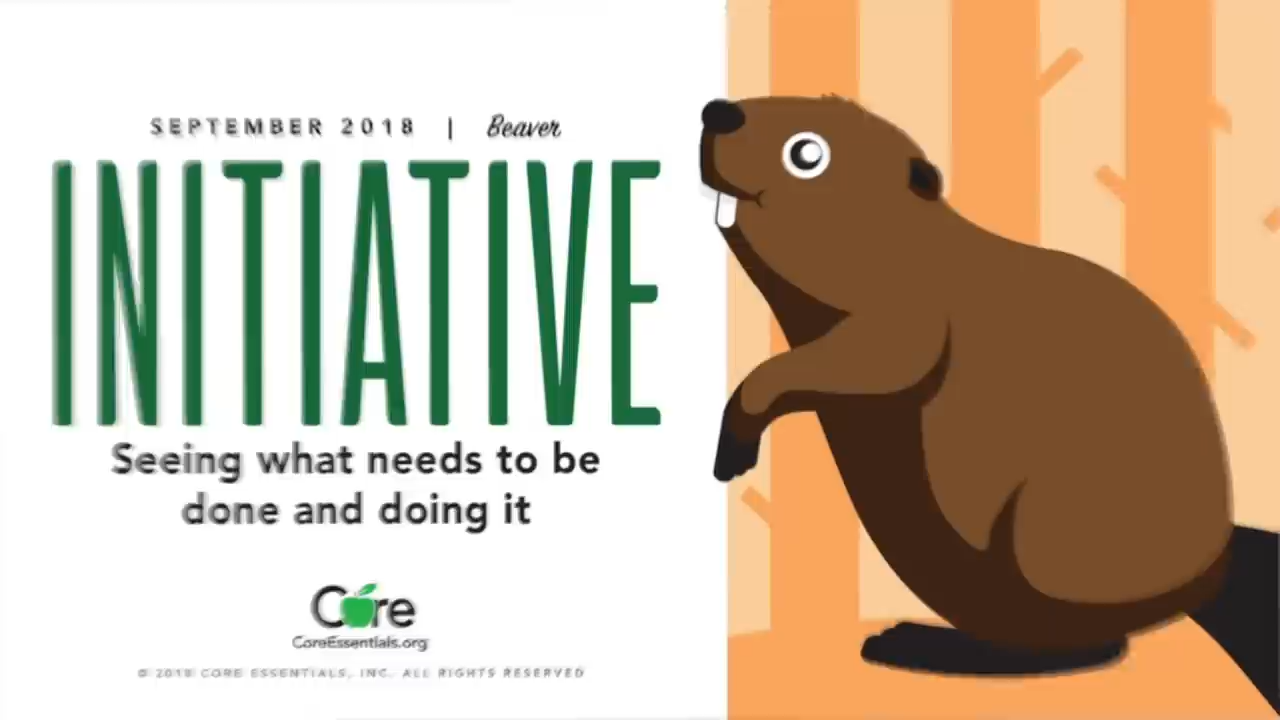 SEPTEMBER 2018 | Beaver
INITIATIVE
Seeing what needs to be
done and doing it
Core
CoreEssentials.org
© 2018 CORE ESSENTIALS, INC. ALL RIGHTS RESERVED